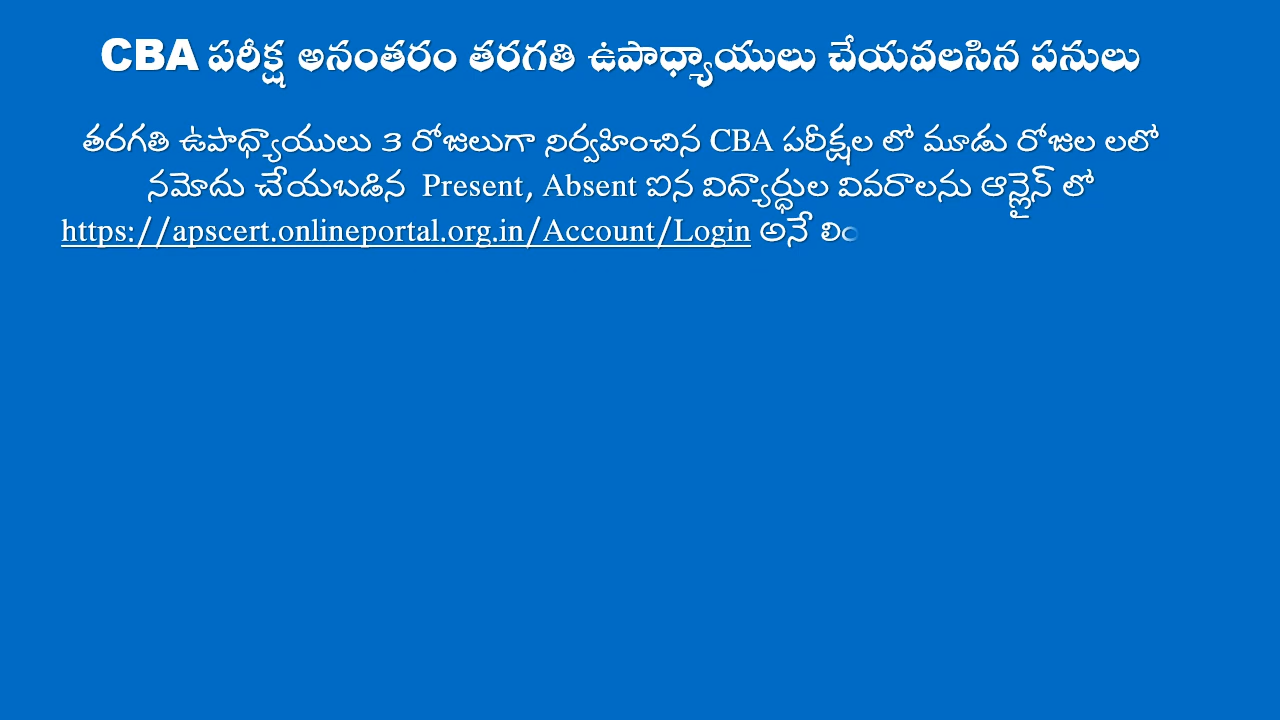 CBA పరీక్ష అనంతరం తరగతి ఉపాధ్యాయులు చేయవలసిన పనులు
తరగతి ఉపాధ్యాయులు 3 రోజులుగా నిర్వహించిన CBA పరీక్షల లో మూడు రోజుల లలో
నమోదు చేయబడిన Present, Absent ఐన విద్యార్థుల వివరాలను ఆన్లైన్ లో
https://apscert.onlineportal.org.in/Account/Login అనే లిం